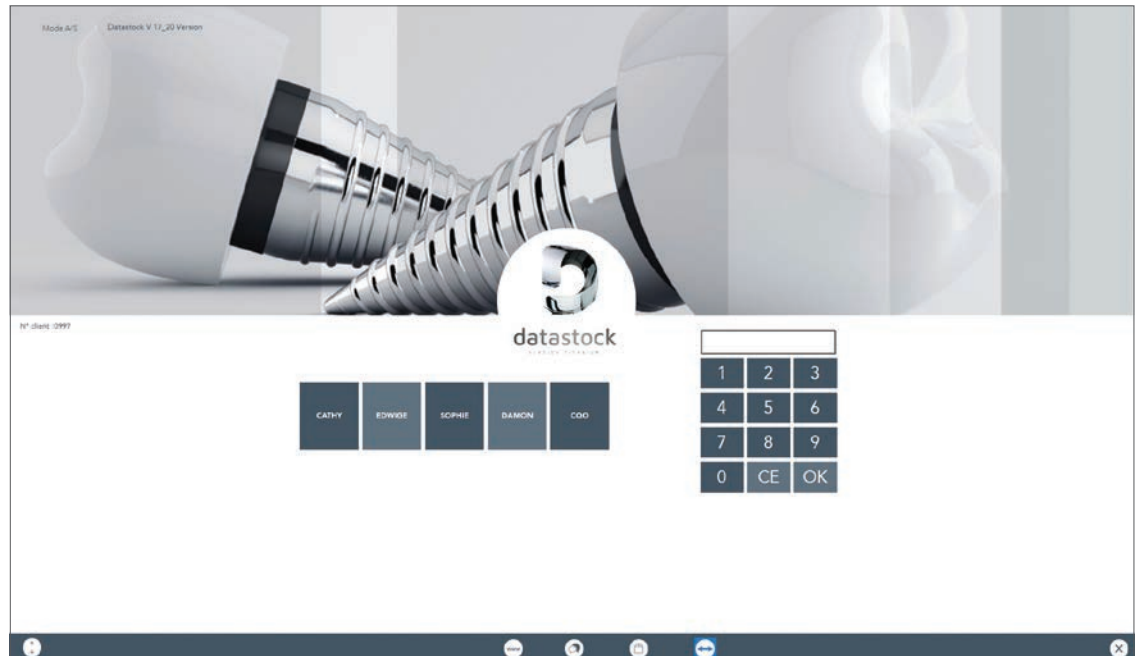 Mode A/S Datastock V 17_20 Version
N° client :0997
datastock
CATHY EDWIGE SOPHIE DAMON COO
1 2 3
4 5 6
7 8 9
0 CE OK